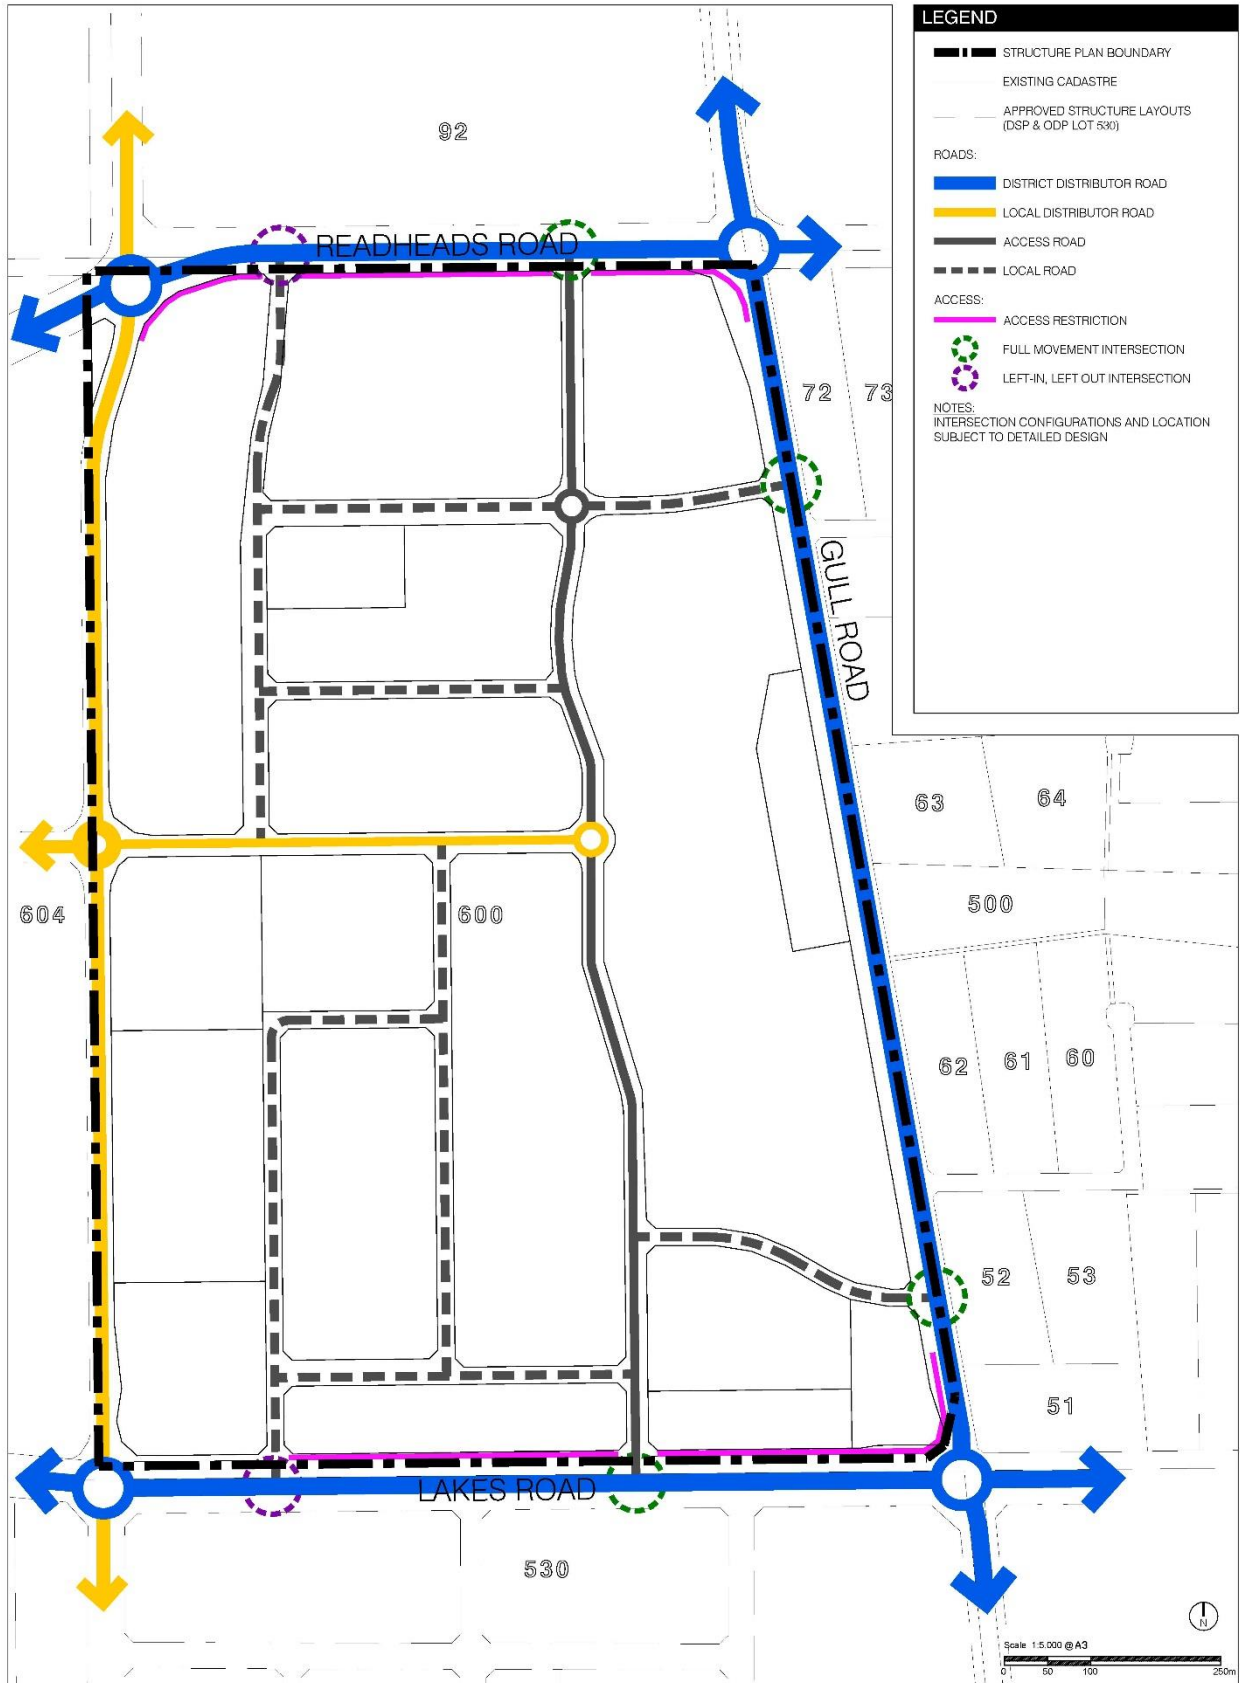 LEGEND
STRUCTURE PLAN BOUNDARY
EXISTING CADASTRE
APPROVED STRUCTURE LAYOUTS
(DSP & ODP LOT 530)
ROADS:
DISTRICT DISTRIBUTOR ROAD
LOCAL DISTRIBUTOR ROAD
ACCESS ROAD
LOCAL ROAD
ACCESS:
ACCESS RESTRICTION
FULL MOVEMENT INTERSECTION
LEFT-IN, LEFT OUT INTERSECTION
NOTES:
INTERSECTION CONFIGURATIONS AND LOCATION
SUBJECT TO DETAILED DESIGN
92
READHEADS ROAD
72
73
GULL ROAD
63
64
604
600
500
62
61
60
52
53
51
LAKES ROAD
530
N
Scale 1:5,000 @ A3
0 50 100 250m